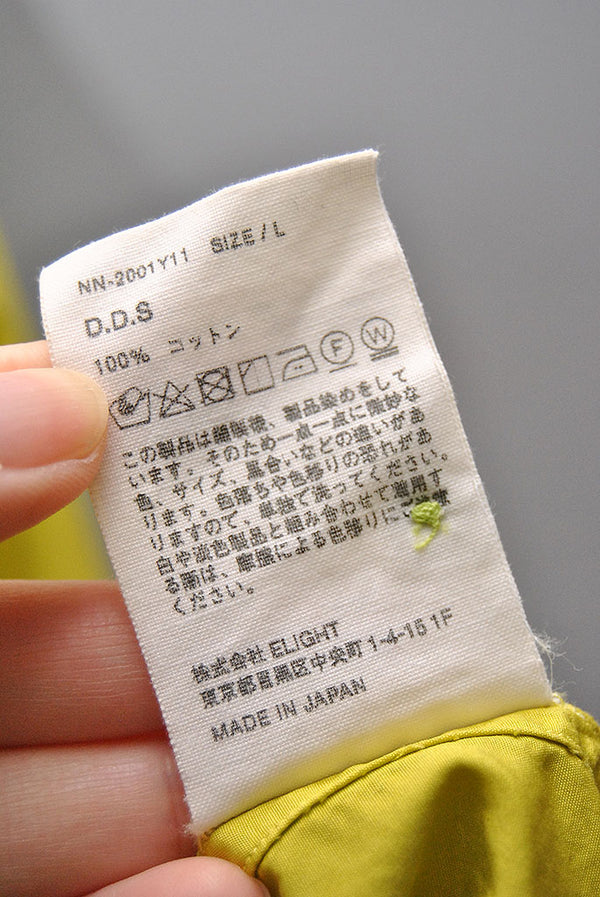 NN-2001Y11 SIZE/L
D.D.S
100% コットン
F W
この製品は縫製後、製品染めをして
います。そのため一点一点に微妙な
色、サイズ、風合いなどの違いがあ
ります。色落ちや色移りの恐れがあ
りますので、単独で洗ってください。
白や淡色製品と組み合わせて着用す
る際は、摩擦による色移りにご注意
ください。
株式会社 ELIGHT
東京都目黒区中央町1-4-15 1F
MADE IN JAPAN